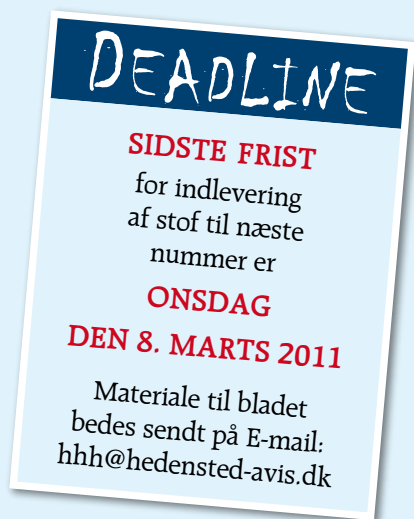 DEADLINE
SIDSTE FRIST
for indlevering
af stof til næste
nummer er
ONSDAG
DEN 8. MARTS 2011
Materiale til bladet
bedes sendt på E-mail:
hhh@hedensted-avis.dk